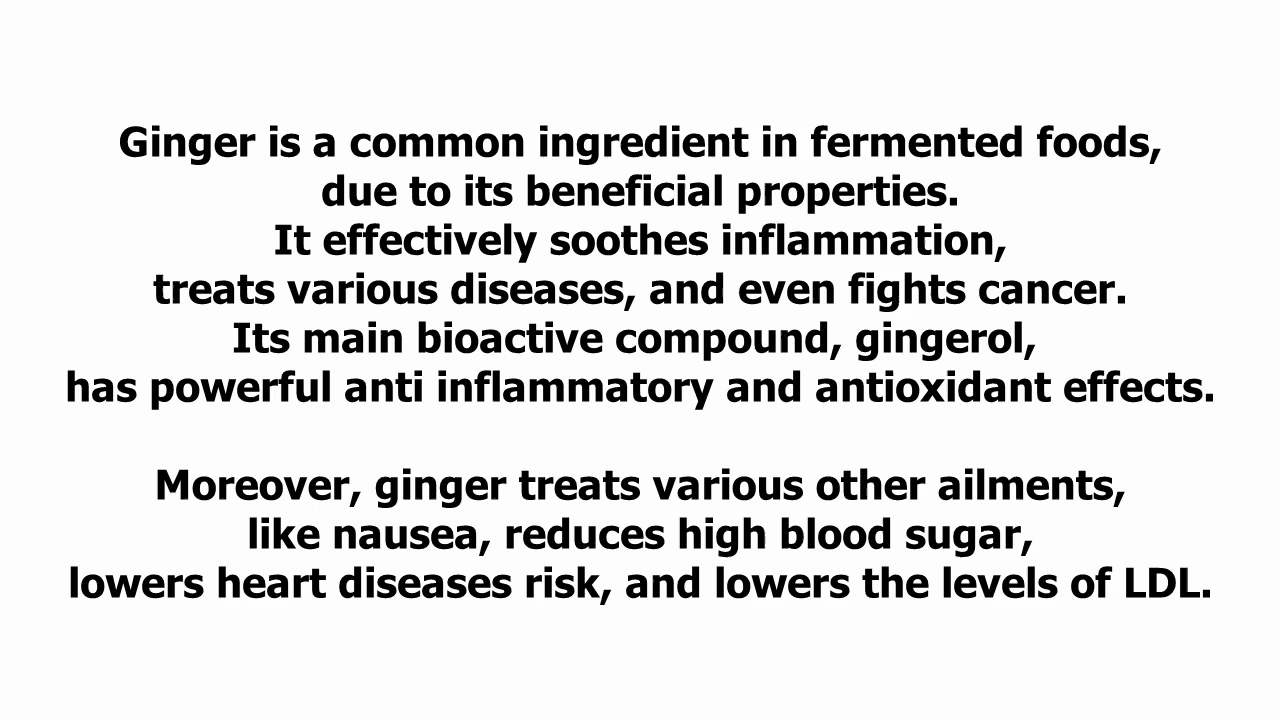 Ginger is a common ingredient in fermented foods,
due to its beneficial properties.
It effectively soothes inflammation,
treats various diseases, and even fights cancer.
Its main bioactive compound, gingerol,
has powerful anti inflammatory and antioxidant effects.
Moreover, ginger treats various other ailments,
like nausea, reduces high blood sugar,
lowers heart diseases risk, and lowers the levels of LDL.